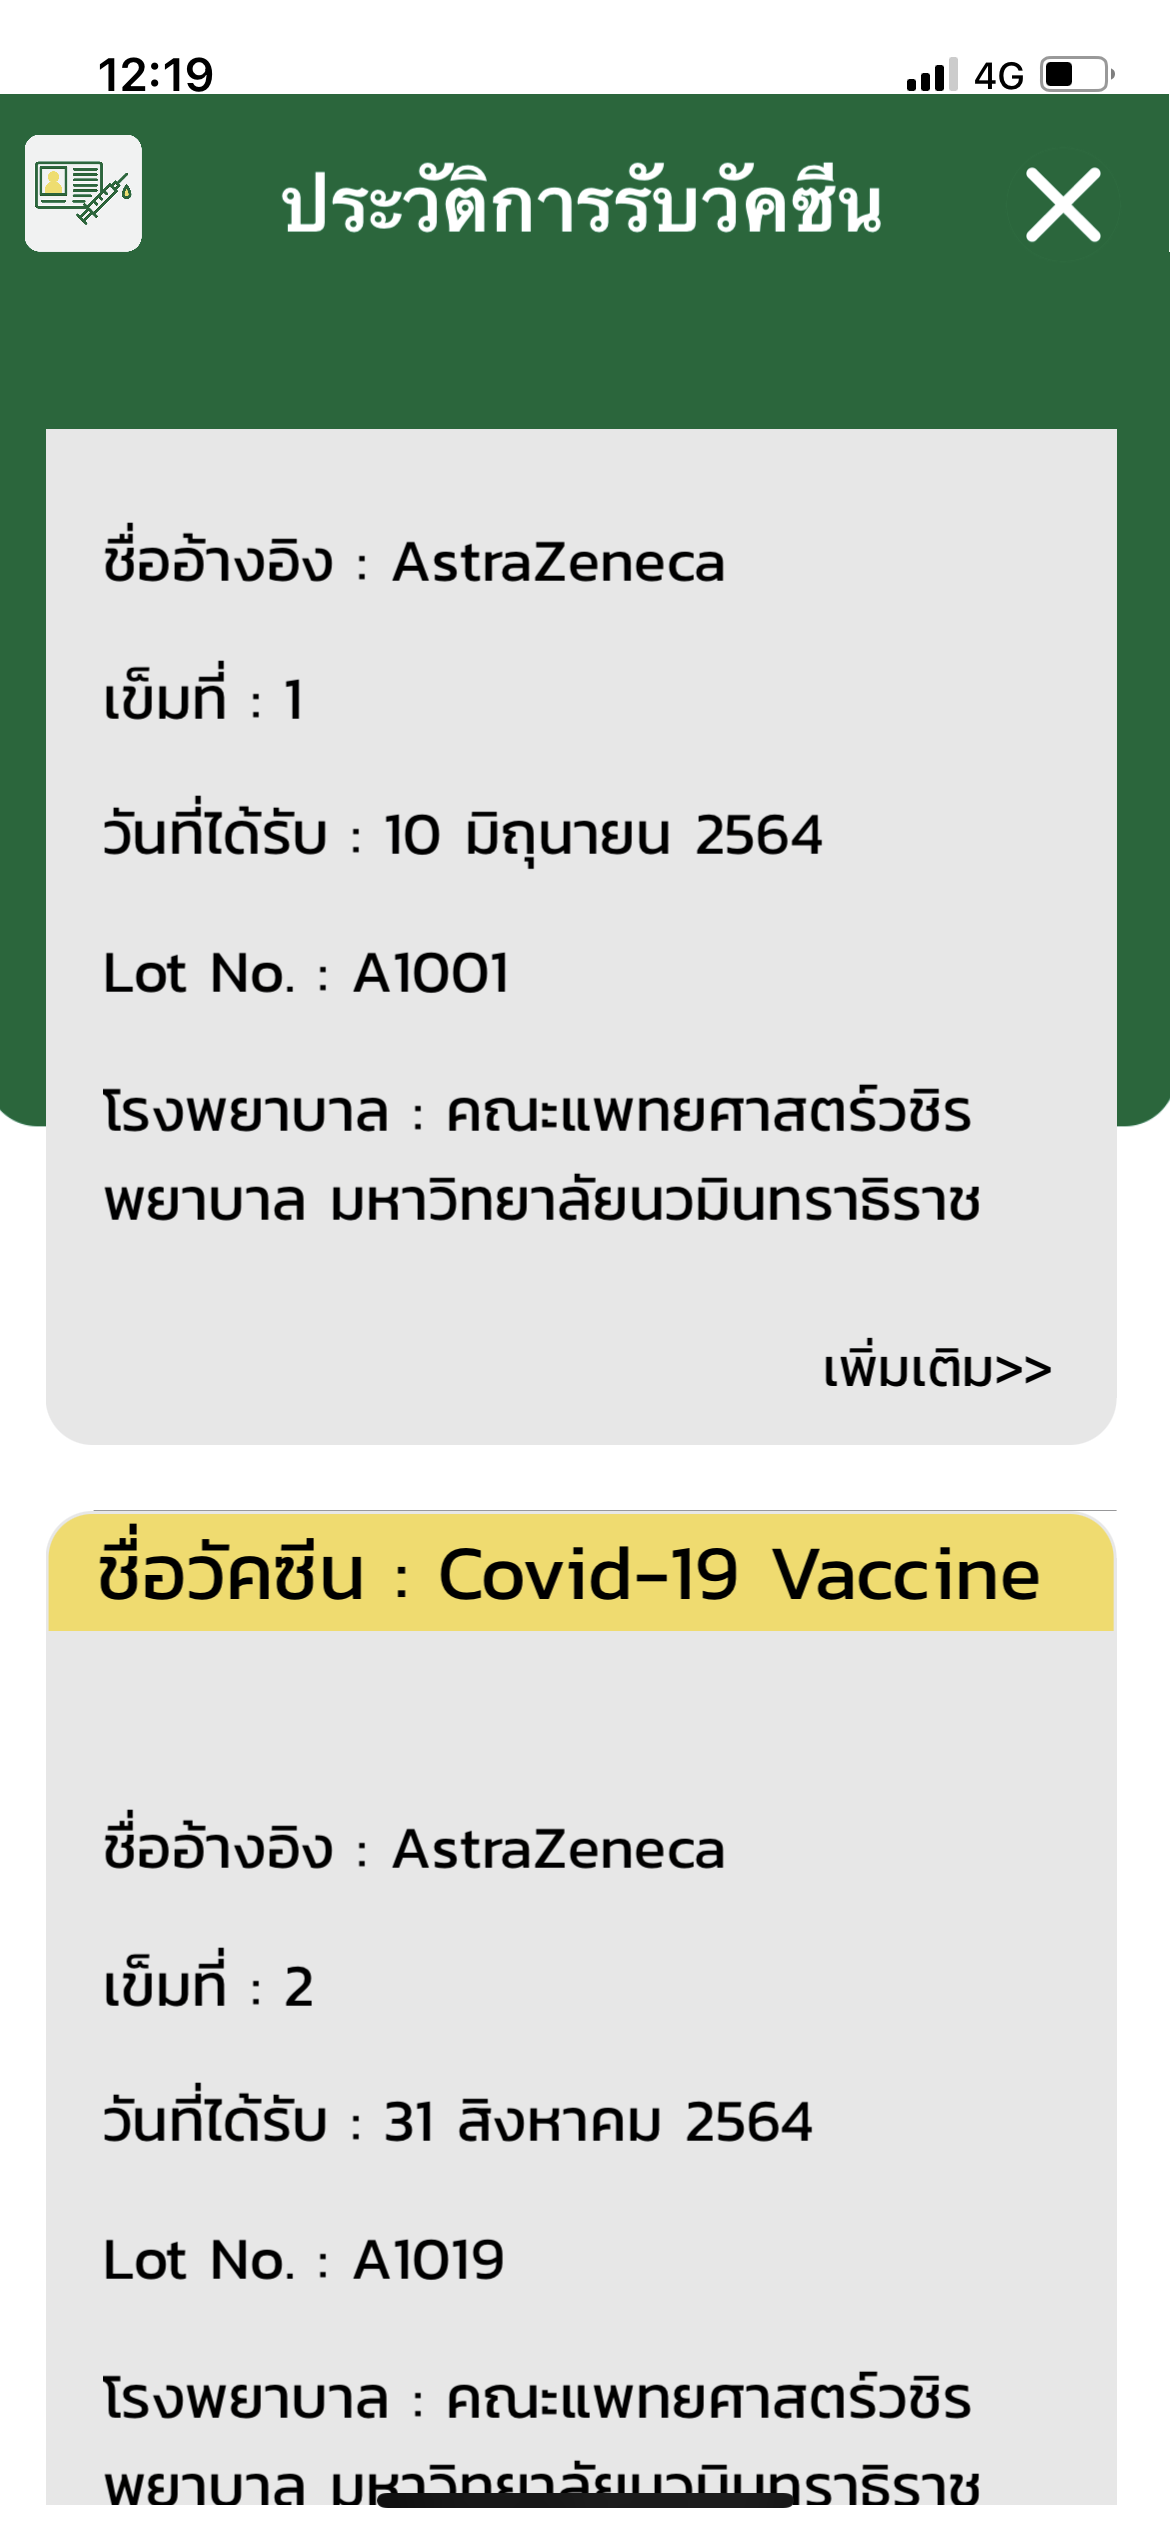 12:19
4G
ประวัติการรับวัคซีน
ชื่ออ้างอิง : AstraZeneca
เข็มที่ : 1
วันที่ได้รับ : 10 มิถุนายน 2564
Lot No. : A1001
โรงพยาบาล : คณะแพทยศาสตร์วชิร
พยาบาล มหาวิทยาลัยนวมินทราธิราช
เพิ่มเติม>>
ชื่อวัคซีน : Covid-19 Vaccine
ชื่ออ้างอิง : AstraZeneca
เข็มที่ : 2
วันที่ได้รับ : 31 สิงหาคม 2564
Lot No. : A1019
โรงพยาบาล : คณะแพทยศาสตร์วชิร
พยาบาล มหาวิทยาลัยนวมินทราธิราช